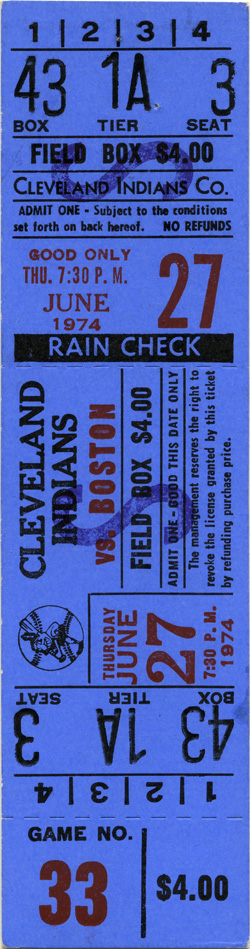 1 | 2 | 3 | 4
43 1A 3
BOX TIER SEAT
FIELD BOX $4.00
CLEVELAND INDIANS CO.
ADMIT ONE - Subject to the conditions
set forth on back hereof. NO REFUNDS
GOOD ONLY
THU. 7:30 P. M.
JUNE 27
1974
RAIN CHECK
CLEVELAND
INDIANS
vs. BOSTON
FIELD BOX $4.00
ADMIT ONE - GOOD THIS DATE ONLY
The management reserves the right to
revoke the license granted by this ticket
by refunding purchase price.
THURSDAY
JUNE
27
7:30 P. M.
1974
BOX TIER SEAT
43 1A 3
1 | 2 | 3 | 4
GAME NO.
33
$4.00
S
S